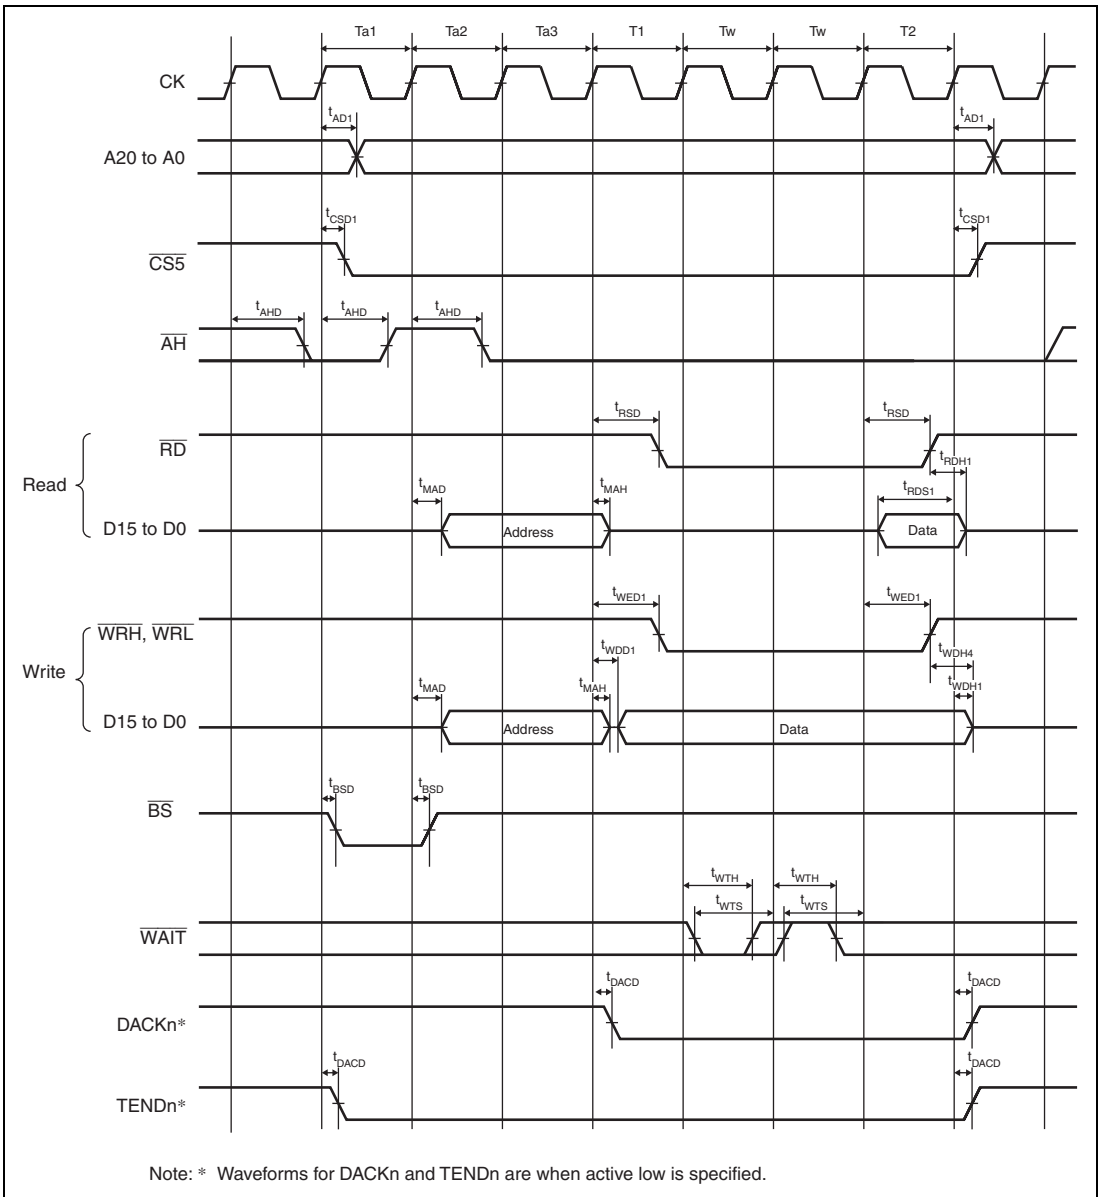 Ta1 Ta2 Ta3 T1 Tw Tw T2
CK
tAD1 tAD1
A20 to A0
tCSD1 tCSD1
CS5
tAHD tAHD tAHD
AH
tRSD tRSD
RD
tRDH1
Read
tMAD tMAH tRDS1
D15 to D0 Address Data
tWED1 tWED1
WRH, WRL
tWDD1 tWDH4
Write
tMAD tMAH tWDH1
D15 to D0 Address Data
tBSD tBSD
BS
tWTH tWTH
tWTS tWTS
WAIT
tDACD tDACD
DACKn*
tDACD tDACD
TENDn*
Note: * Waveforms for DACKn and TENDn are when active low is specified.